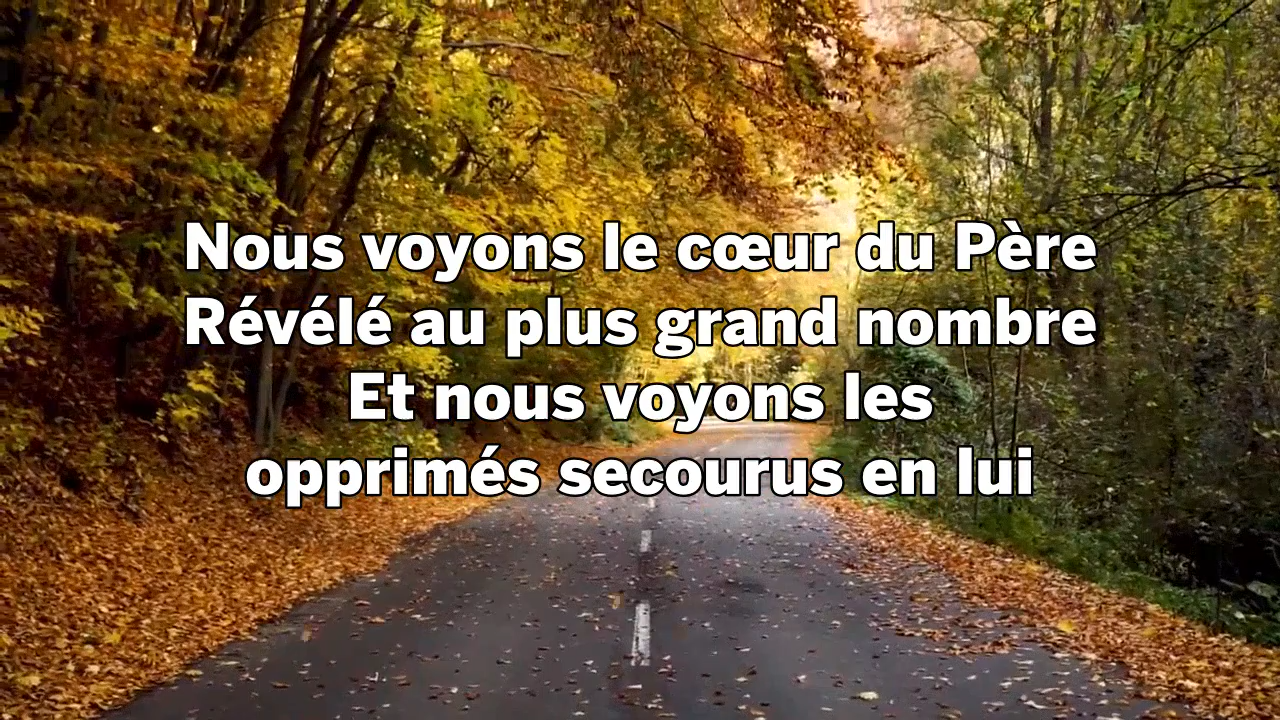 Nous voyons le cœur du Père
Révélé au plus grand nombre
Et nous voyons les
opprimés secourus en lui